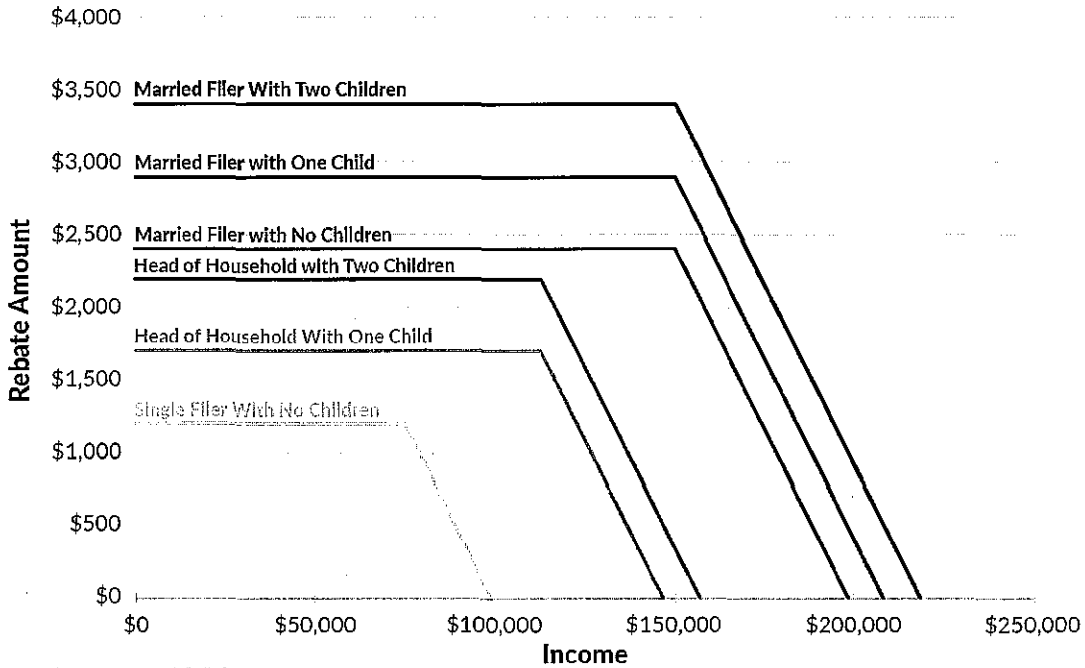 $4,000
$3,500
Married Filer With Two Children
$3,000
Married Filer with One Child
$2,500
Married Filer with No Children
Head of Household with Two Children
$2,000
Head of Household With One Child
$1,500
Single Filer With No Children
$1,000
$500
$0
Rebate Amount
$0 $50,000 $100,000 $150,000 $200,000 $250,000
Income